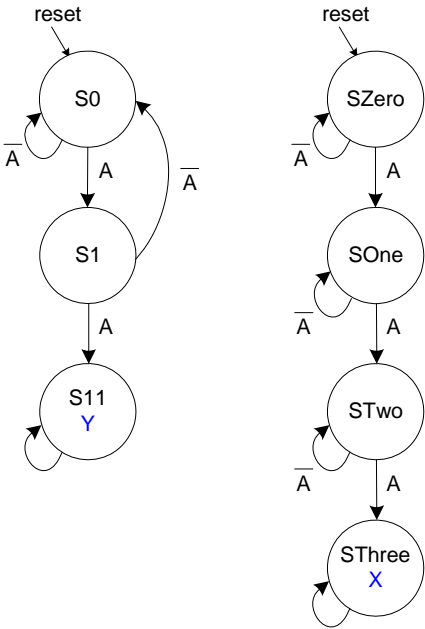 reset
S0
A̅
A
A̅
S1
A
S11
Y
reset
SZero
A̅
A
SOne
A̅
A
STwo
A̅
A
SThree
X